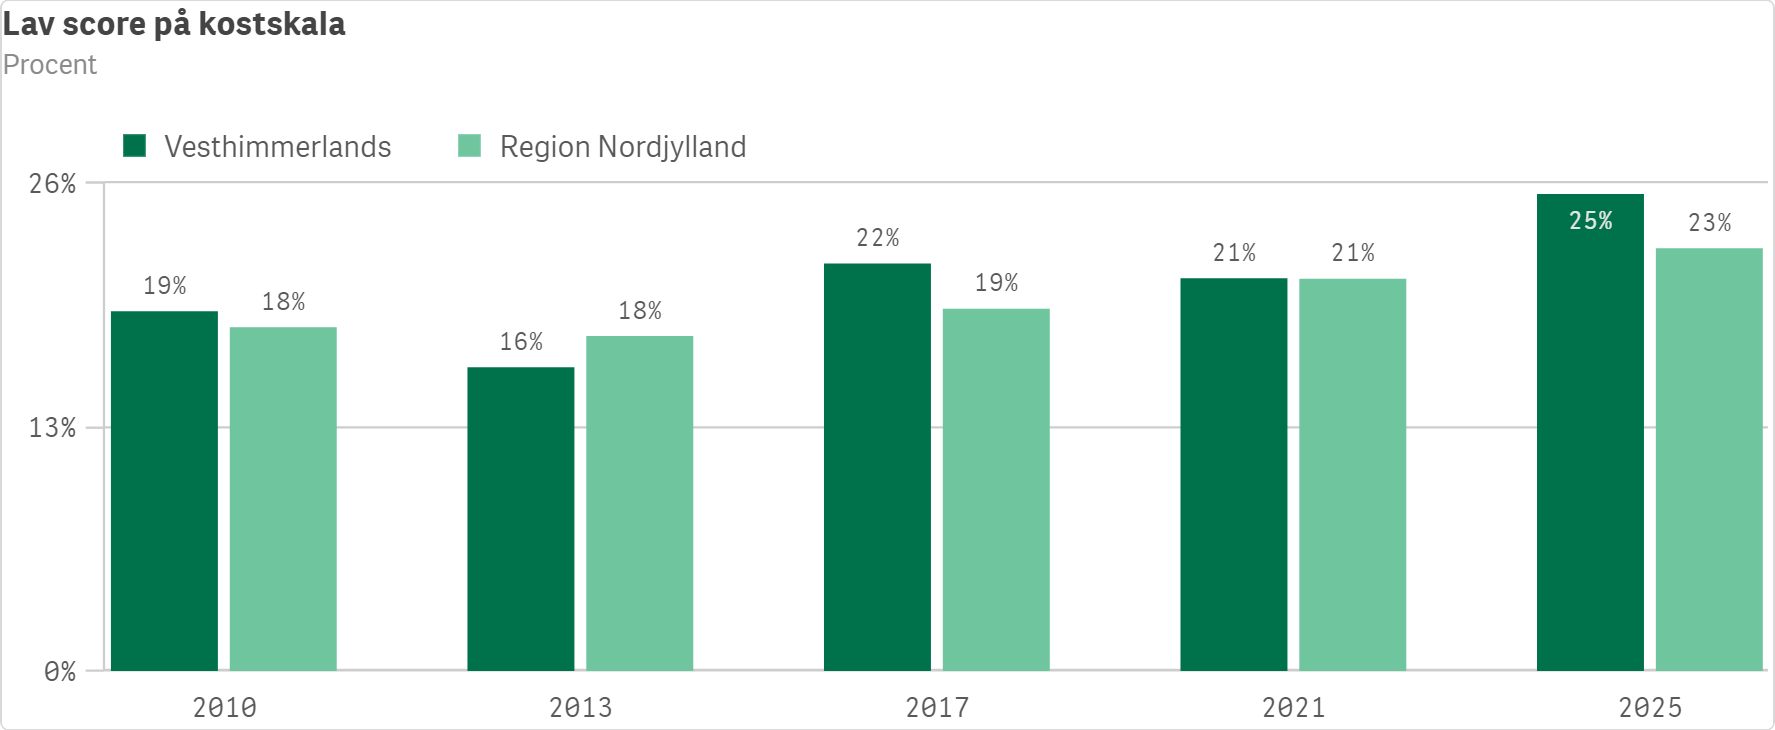 Lav score på kostskala
Procent
Vesthimmerlands Region Nordjylland
26%
13%
0%
19% 18% 16% 18% 22% 19% 21% 21% 25% 23%
2010 2013 2017 2021 2025